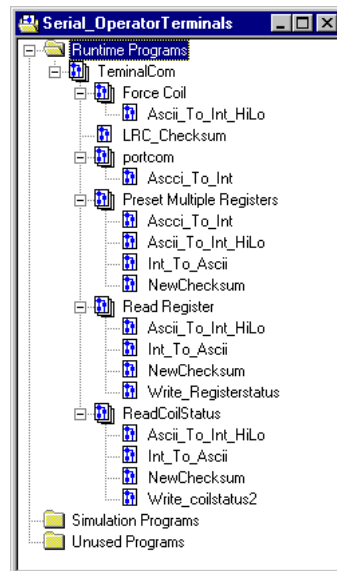 Serial_OperatorTerminals
Runtime Programs
TeminalCom
Force Coil
Ascii_To_Int_HiLo
LRC_Checksum
portcom
Ascci_To_Int
Preset Multiple Registers
Ascci_To_Int
Ascii_To_Int_HiLo
Int_To_Ascii
NewChecksum
Read Register
Ascii_To_Int_HiLo
Int_To_Ascii
NewChecksum
Write_Registerstatus
ReadCoilStatus
Ascii_To_Int_HiLo
Int_To_Ascii
NewChecksum
Write_coilstatus2
Simulation Programs
Unused Programs